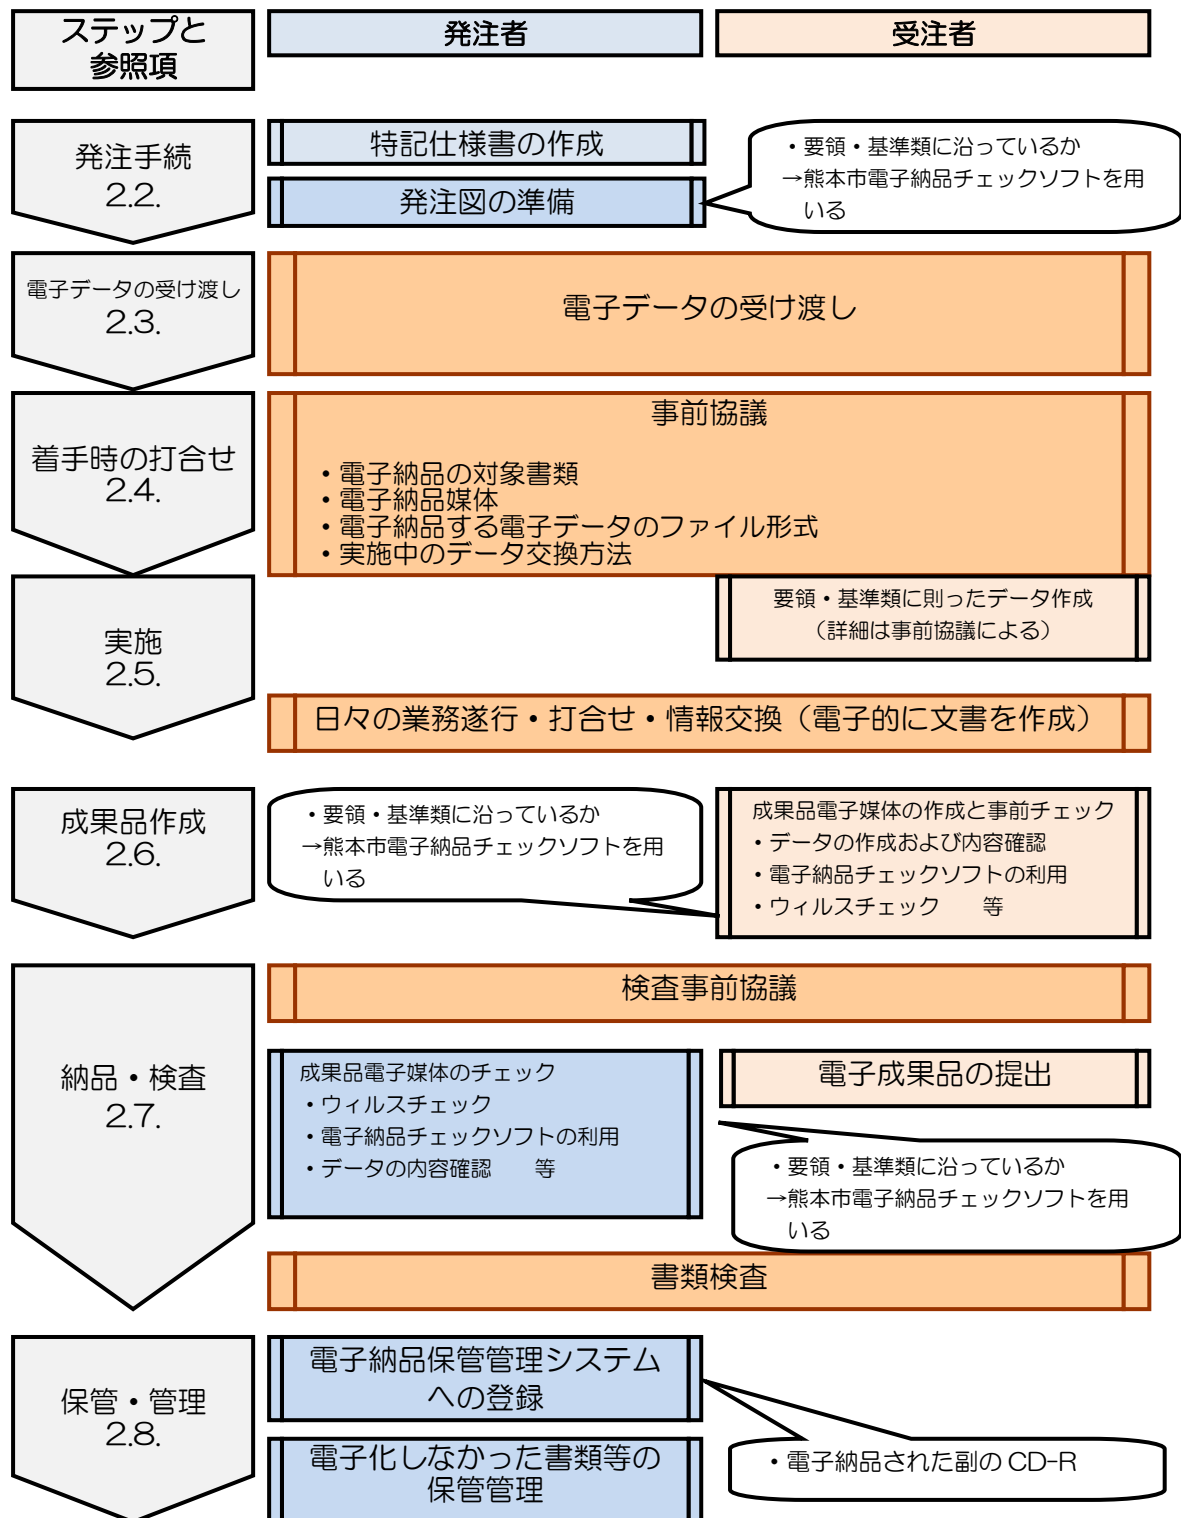 ステップと
参照項
発注者
受注者
発注手続
2.2.
特記仕様書の作成
発注図の準備
・要領・基準類に沿っているか
→熊本市電子納品チェックソフトを用
いる
電子データの受け渡し
2.3.
電子データの受け渡し
着手時の打合せ
2.4.
事前協議
・電子納品の対象書類
・電子納品媒体
・電子納品する電子データのファイル形式
・実施中のデータ交換方法
実施
2.5.
要領・基準類に則ったデータ作成
（詳細は事前協議による）
日々の業務遂行・打合せ・情報交換（電子的に文書を作成）
成果品作成
2.6.
・要領・基準類に沿っているか
→熊本市電子納品チェックソフトを用
いる
成果品電子媒体の作成と事前チェック
・データの作成および内容確認
・電子納品チェックソフトの利用
・ウィルスチェック　　等
納品・検査
2.7.
検査事前協議
成果品電子媒体のチェック
・ウィルスチェック
・電子納品チェックソフトの利用
・データの内容確認　　等
電子成果品の提出
・要領・基準類に沿っているか
→熊本市電子納品チェックソフトを用
いる
書類検査
保管・管理
2.8.
電子納品保管管理システム
への登録
電子化しなかった書類等の
保管管理
・電子納品された副の CD-R